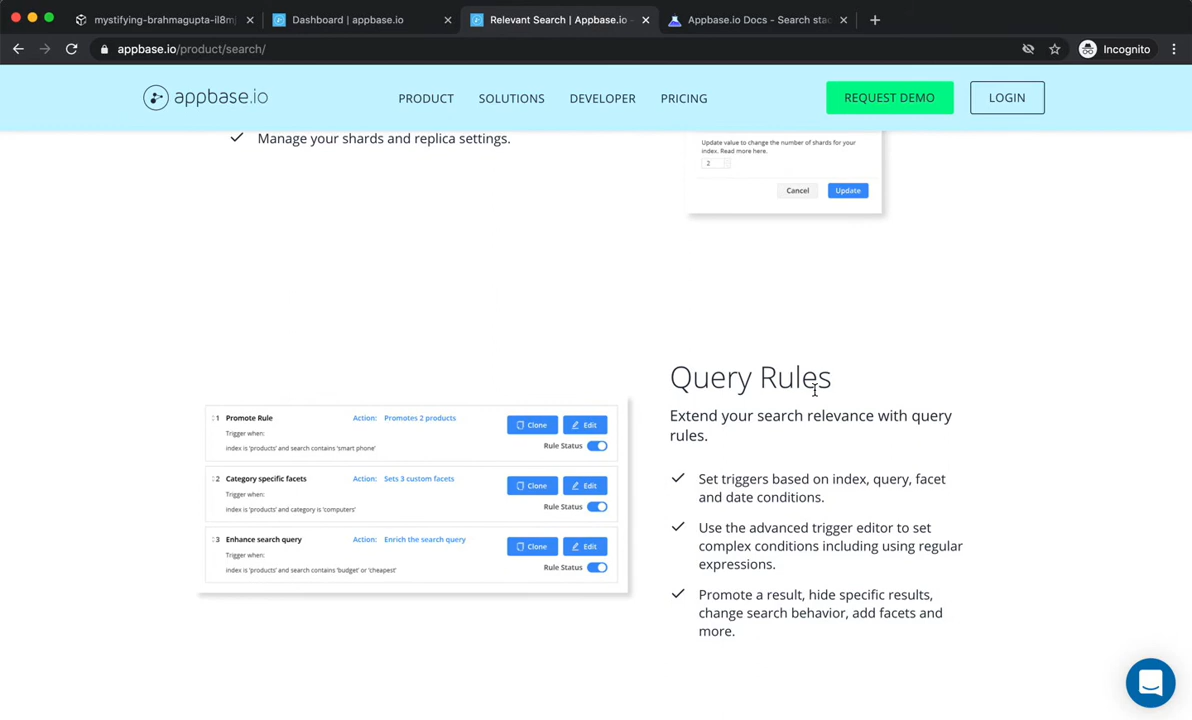 mystifying-brahmagupta-il8mj
Dashboard | appbase.io
Relevant Search | Appbase.io -
Appbase.io Docs - Search stac
appbase.io/product/search/
Incognito
appbase.io
PRODUCT
SOLUTIONS
DEVELOPER
PRICING
REQUEST DEMO
LOGIN
Manage your shards and replica settings.
Update value to change the number of shards for your
index. Read more here.
2
Cancel
Update
Query Rules
Extend your search relevance with query
rules.
1 Promote Rule
Action: Promotes 2 products
Clone
Edit
Trigger when:
Rule Status
index is 'products' and search contains 'smart phone'
2 Category specific facets
Action: Sets 3 custom facets
Clone
Edit
Trigger when:
Rule Status
index is 'products' and category is 'computers'
3 Enhance search query
Action: Enrich the search query
Clone
Edit
Trigger when:
Rule Status
index is 'products' and search contains 'budget' or 'cheapest'
Set triggers based on index, query, facet
and date conditions.
Use the advanced trigger editor to set
complex conditions including using regular
expressions.
Promote a result, hide specific results,
change search behavior, add facets and
more.